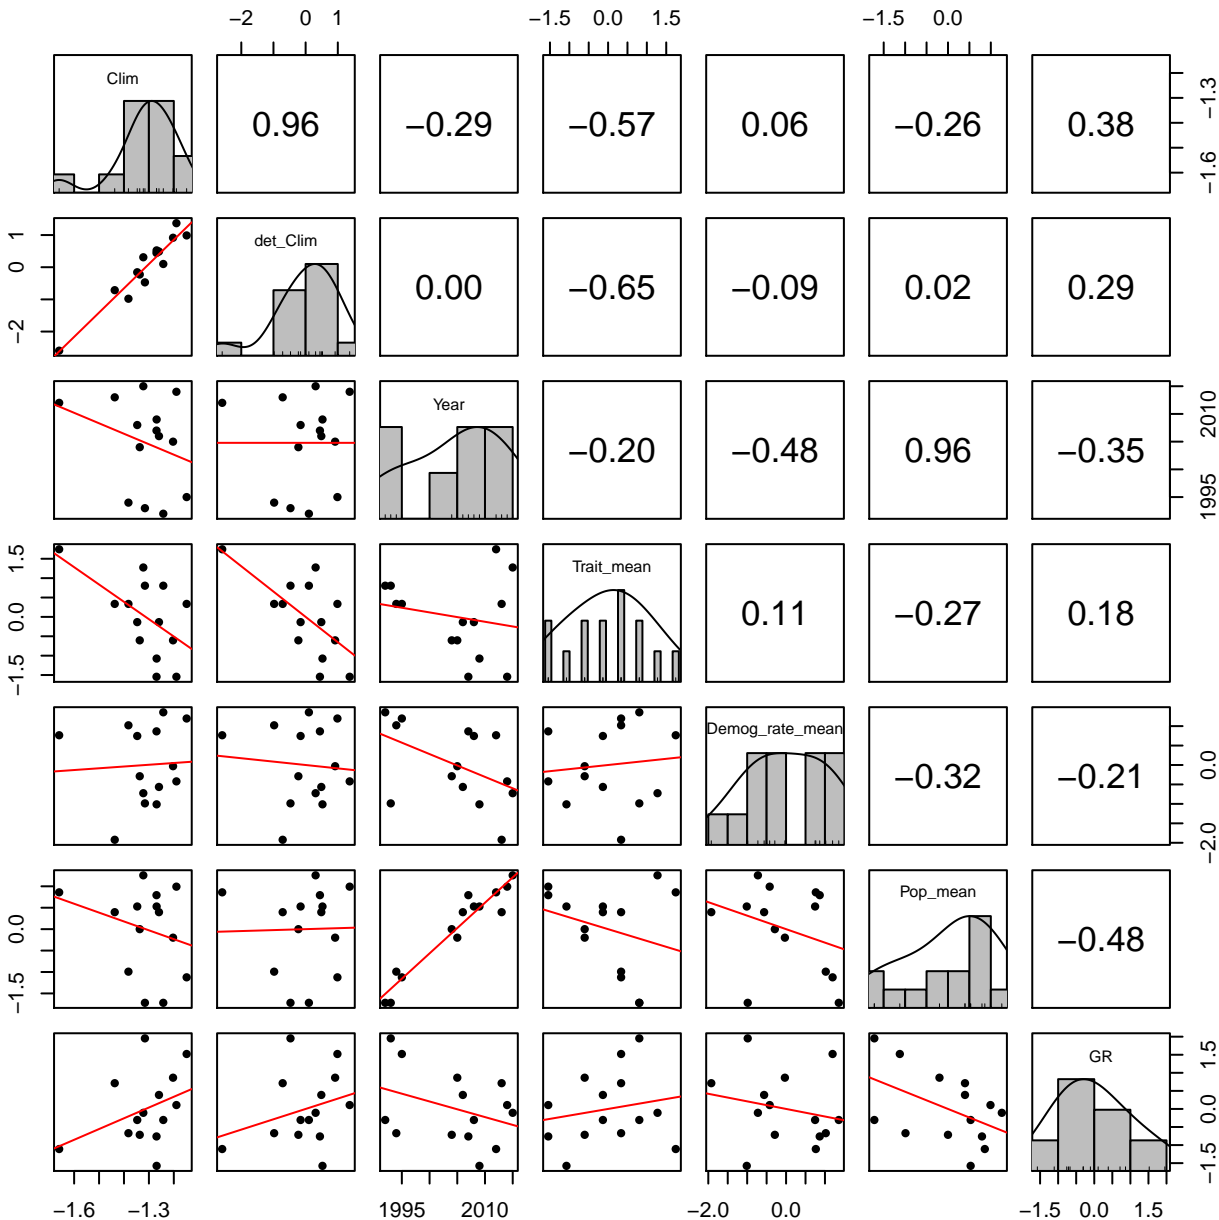 −2 0 1 −1.5 0.0 1.5 −1.5 0.0
Clim 0.96 −0.29 −0.57 0.06 −0.26 0.38 −1.6 −1.3
−2 0 1 det_Clim 0.00 −0.65 −0.09 0.02 0.29
Year −0.20 −0.48 0.96 −0.35 1995 2010
−1.5 0.0 1.5 Trait_mean 0.11 −0.27 0.18
Demog_rate_mean −0.32 −0.21 −2.0 0.0
−1.5 0.0 Pop_mean −0.48
GR −1.5 0.0 1.5
−1.6 −1.3 1995 2010 −2.0 0.0 −1.5 0.0 1.5